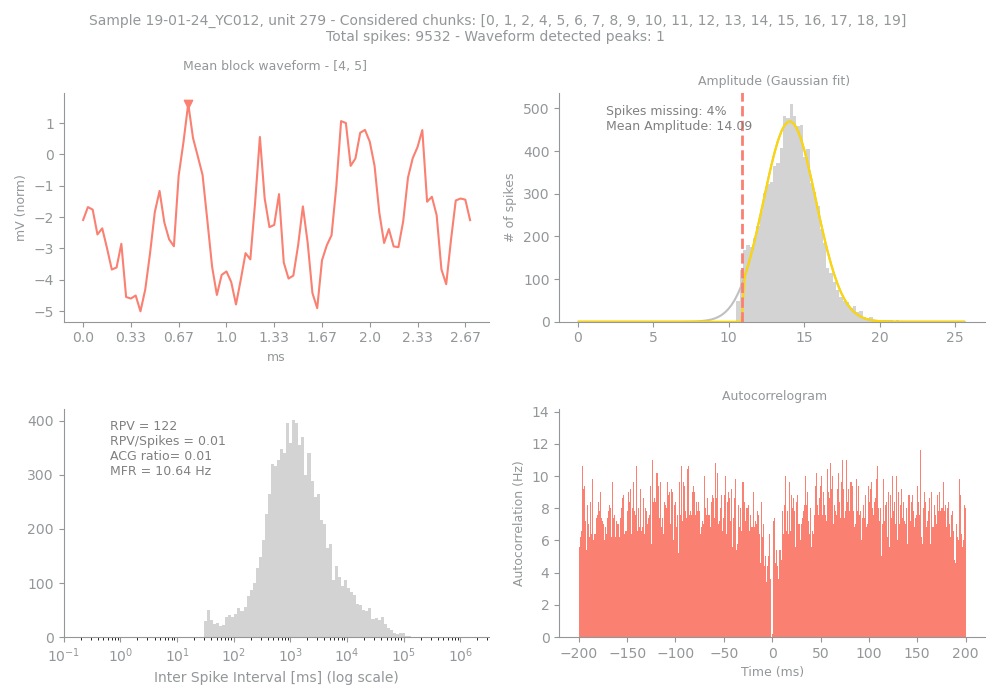 Sample 19-01-24_YC012, unit 279 - Considered chunks: [0, 1, 2, 4, 5, 6, 7, 8, 9, 10, 11, 12, 13, 14, 15, 16, 17, 18, 19]
Total spikes: 9532 - Waveform detected peaks: 1
Mean block waveform - [4, 5]
mV (norm)
1
0
−1
−2
−3
−4
−5
0.0 0.33 0.67 1.0 1.33 1.67 2.0 2.33 2.67
ms
Amplitude (Gaussian fit)
Spikes missing: 4%
Mean Amplitude: 14.09
# of spikes
500
400
300
200
100
0
0 5 10 15 20 25
RPV = 122
RPV/Spikes = 0.01
ACG ratio= 0.01
MFR = 10.64 Hz
400
300
200
100
0
10−1 100 101 102 103 104 105 106
Inter Spike Interval [ms] (log scale)
Autocorrelogram
Autocorrelation (Hz)
14
12
10
8
6
4
2
0
−200 −150 −100 −50 0 50 100 150 200
Time (ms)